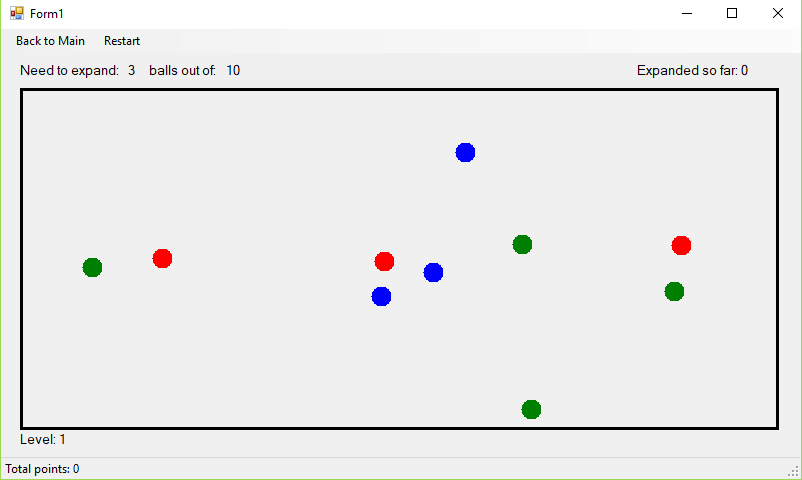 Form1
Back to Main Restart
Need to expand: 3 balls out of: 10 Expanded so far: 0
Level: 1
Total points: 0